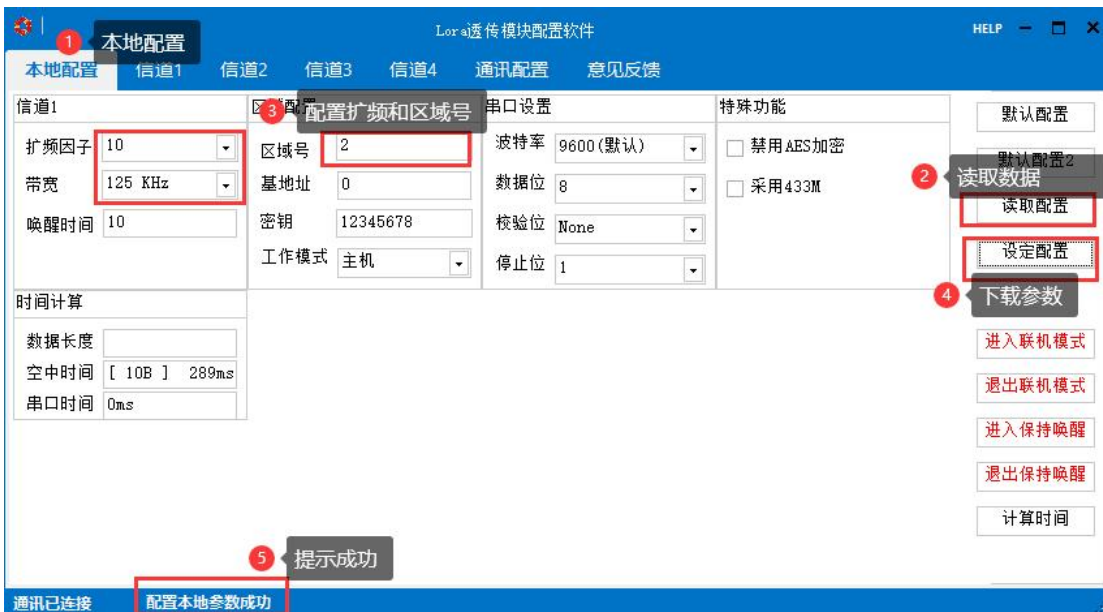 Lora透传模块配置软件
HELP
1 本地配置
本地配置 信道1 信道2 信道3 信道4 通讯配置 意见反馈
信道1
扩频因子 10
带宽 125 KHz
唤醒时间 10
3 配置扩频和区域号
区域号 2
基地址 0
密钥 12345678
工作模式 主机
串口设置
波特率 9600(默认)
数据位 8
校验位 None
停止位 1
特殊功能
禁用AES加密
采用433M
默认配置
默认配置2
2 读取数据
读取配置
设定配置
4 下载参数
进入联机模式
退出联机模式
进入保持唤醒
退出保持唤醒
计算时间
时间计算
数据长度
空中时间 [ 10B ] 289ms
串口时间 0ms
5 提示成功
通讯已连接 配置本地参数成功